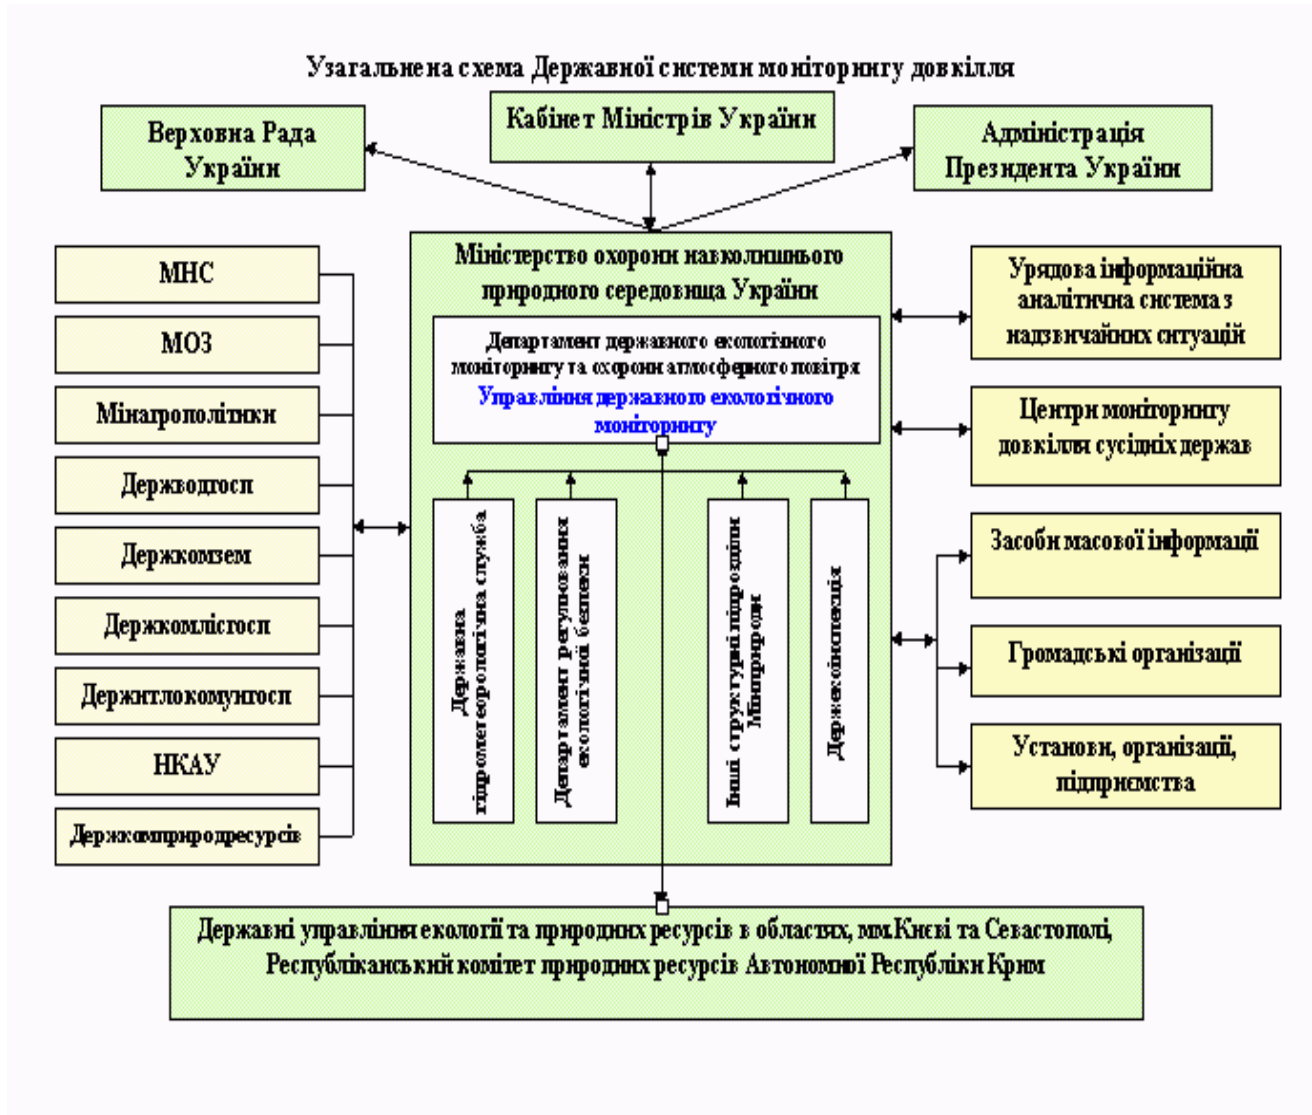 Узагальнена схема Державної системи моніторингу довкілля
Верховна Рада
України
Кабінет Міністрів України
Адміністрація
Президента України
МНС
МОЗ
Мінагрополітики
Держводгосп
Держкомзем
Держкомлісгосп
Держитлокомунгосп
НКАУ
Держкомприродресурсів
Міністерство охорони навколишнього
природного середовища України
Департамент державного екологічного
моніторингу та охорони атмосферного повітря
Управління державного екологічного
моніторингу
Державна
гідрометеорологічна служба
Департамент регулювання
екологічної безпеки
Інші структурні підрозділи
Мінприроди
Держекоінспекція
Урядова інформаційна
аналітична система з
надзвичайних ситуацій
Центри моніторингу
довкілля сусідніх держав
Засоби масової інформації
Громадські організації
Установи, організації,
підприємства
Державні управління екології та природних ресурсів в областях, мм.Києві та Севастополі,
Республіканський комітет природних ресурсів Автономної Республіки Крим